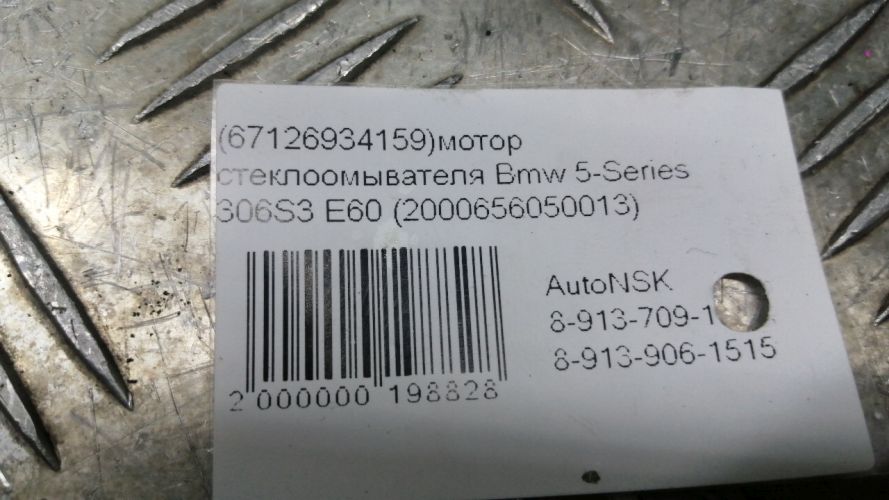 (67126934159)мотор
стеклоомывателя Bmw 5-Series
306S3 E60 (2000656050013)
AutoNSK
8-913-709-1
8-913-906-1515
2 000000 198828